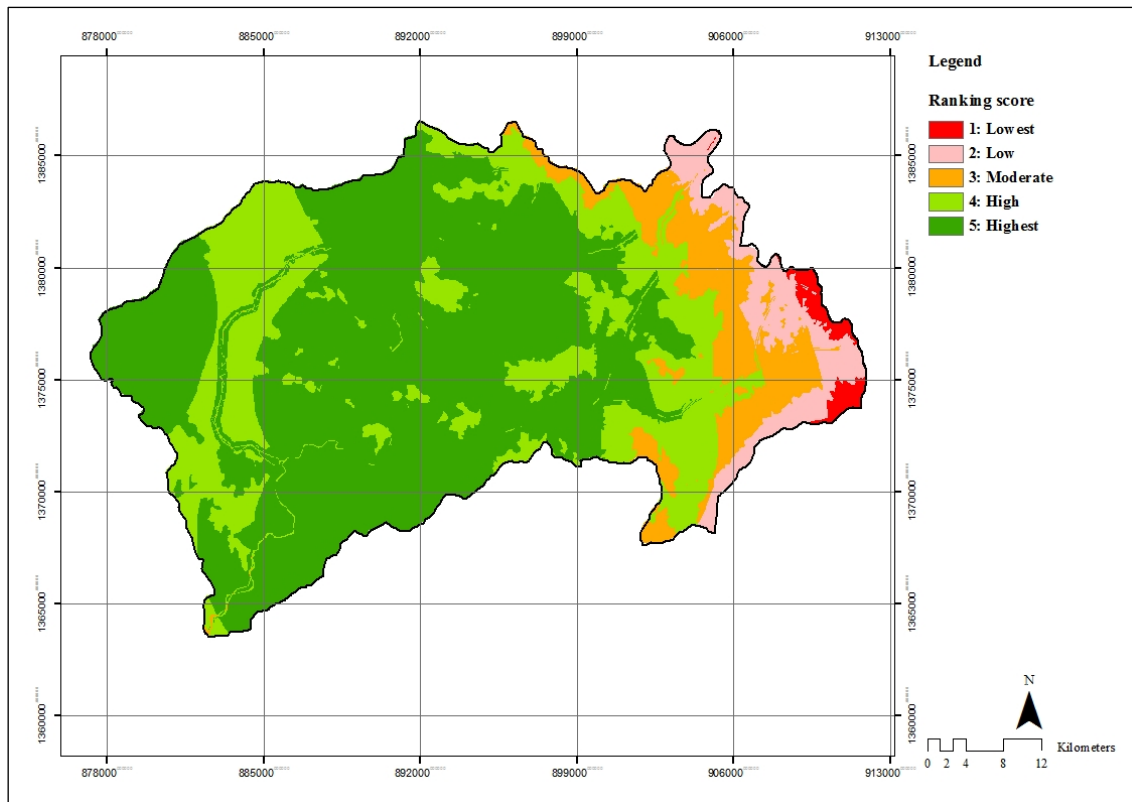 878000 885000 892000 899000 906000 913000
Legend
Ranking score
1: Lowest
2: Low
3: Moderate
4: High
5: Highest
1385000 1385000
1380000 1380000
1375000 1375000
1370000 1370000
1365000 1365000
1360000 1360000
N
Kilometers
0 2 4 8 12
878000 885000 892000 899000 906000 913000